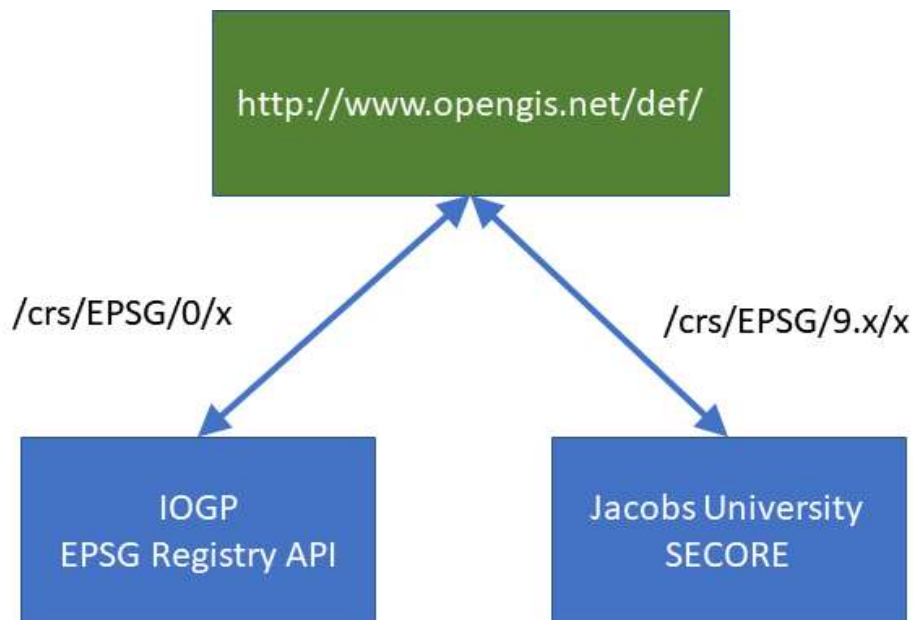 http://www.opengis.net/def/
/crs/EPSG/0/x
/crs/EPSG/9.x/x
IOGP
EPSG Registry API
Jacobs University
SECORE